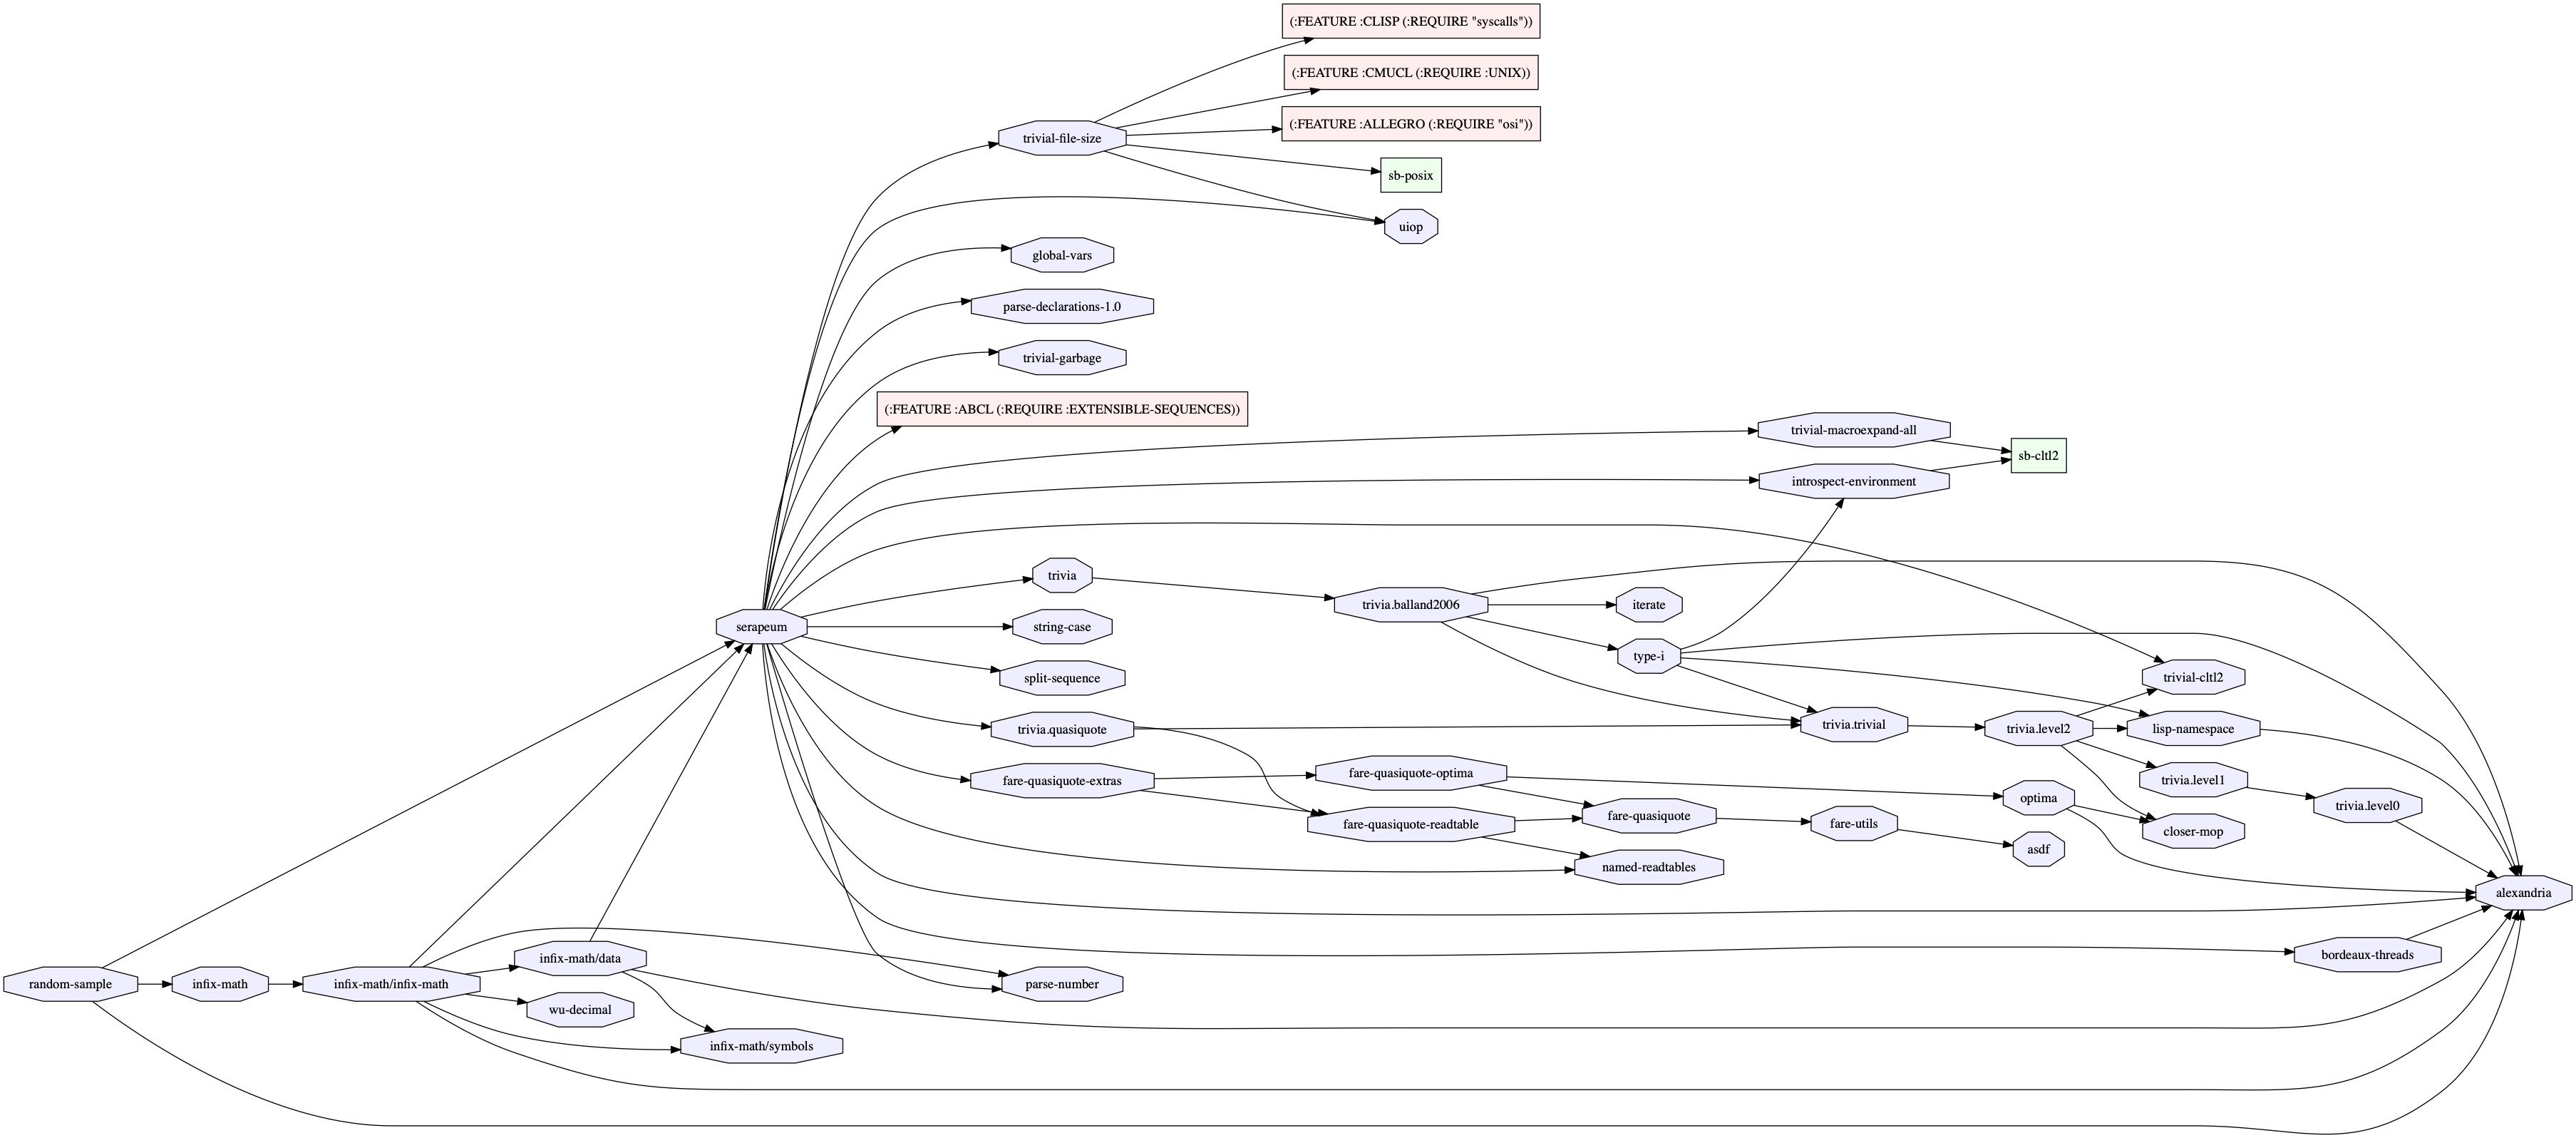 (:FEATURE :CLISP (:REQUIRE "syscalls"))
(:FEATURE :CMUCL (:REQUIRE :UNIX))
(:FEATURE :ALLEGRO (:REQUIRE "osi"))
trivial-file-size
sb-posix
uiop
global-vars
parse-declarations-1.0
trivial-garbage
(:FEATURE :ABCL (:REQUIRE :EXTENSIBLE-SEQUENCES))
trivial-macroexpand-all
sb-cltl2
introspect-environment
trivia
trivia.balland2006
iterate
serapeum
string-case
type-i
split-sequence
trivial-cltl2
trivia.quasiquote
trivia.trivial
trivia.level2
lisp-namespace
fare-quasiquote-extras
fare-quasiquote-optima
trivia.level1
optima
trivia.level0
fare-quasiquote-readtable
fare-quasiquote
fare-utils
closer-mop
asdf
named-readtables
alexandria
infix-math/data
bordeaux-threads
random-sample
infix-math
infix-math/infix-math
parse-number
wu-decimal
infix-math/symbols